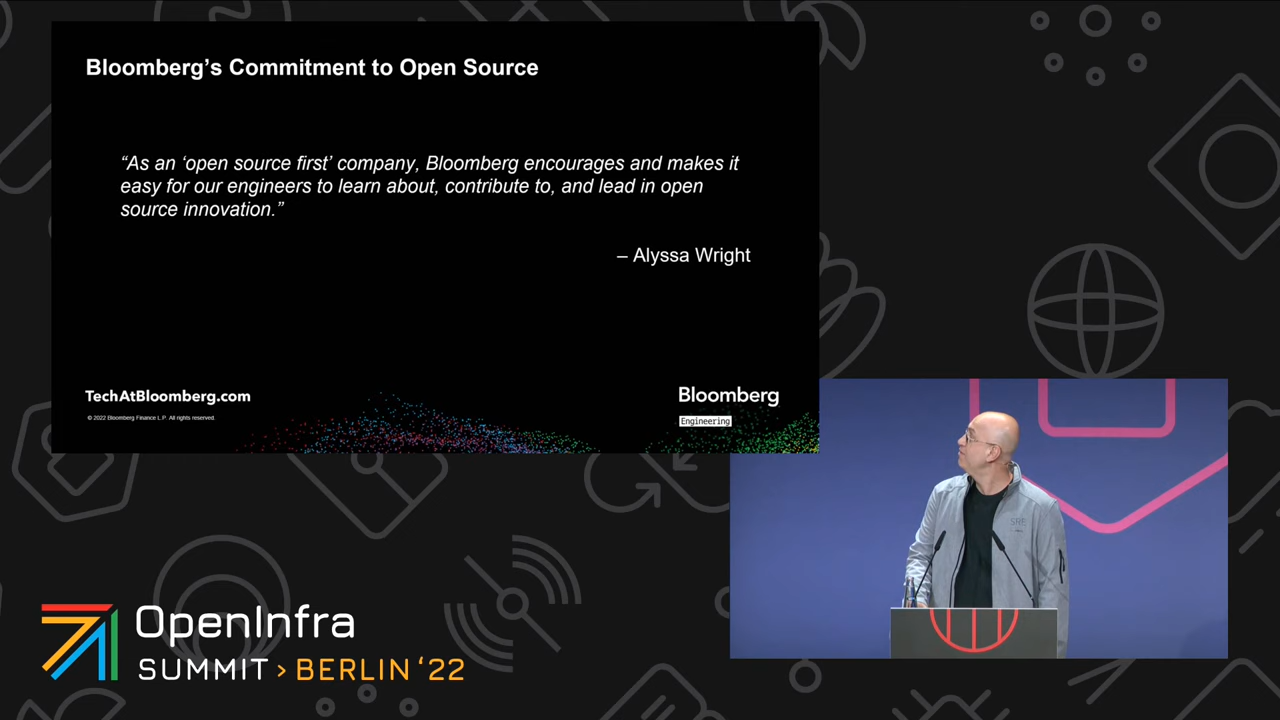 Bloomberg's Commitment to Open Source
“As an ‘open source first’ company, Bloomberg encourages and makes it
easy for our engineers to learn about, contribute to, and lead in open
source innovation.”
– Alyssa Wright
TechAtBloomberg.com
© 2022 Bloomberg Finance L.P. All rights reserved.
Bloomberg
Engineering
SRE
OpenInfra
SUMMIT > BERLIN ‘22